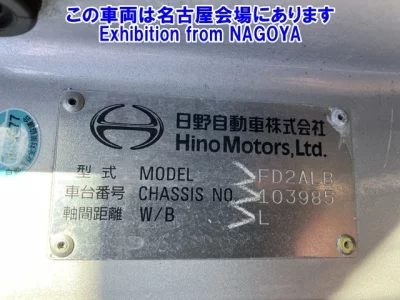 この車両は名古屋会場にあります
Exhibition from NAGOYA
日野自動車株式会社
Hino Motors, Ltd.
型式 MODEL FD2ALB
車台番号 CHASSIS NO. 103985
軸間距離 W/B L